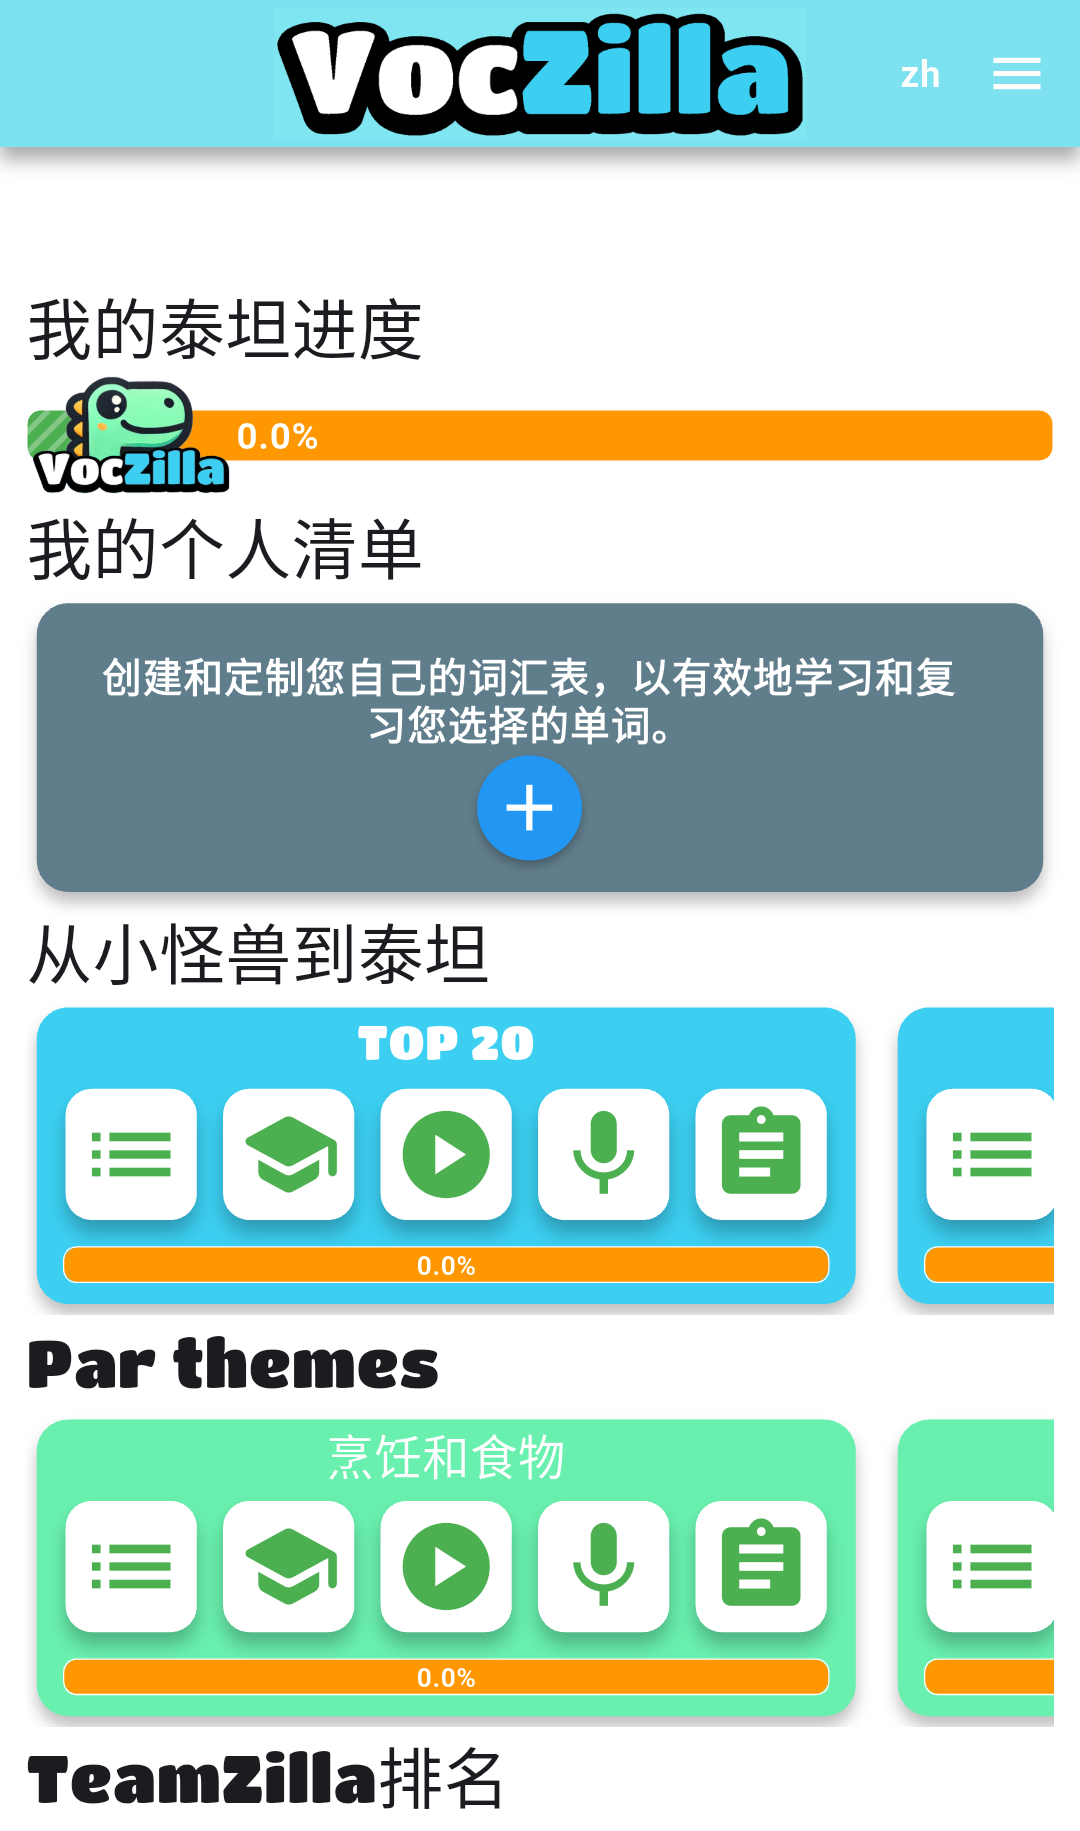 VocZilla
zh
我的泰坦进度
0.0%
VocZilla
我的个人清单
创建和定制您自己的词汇表，以有效地学习和复
习您选择的单词。
从小怪兽到泰坦
TOP 20
0.0%
Par themes
烹饪和食物
0.0%
TeamZilla排名